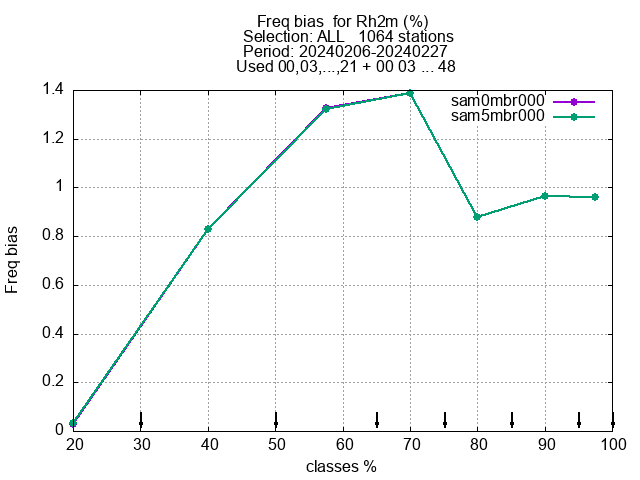 Freq bias  for Rh2m (%)
Selection: ALL   1064 stations
Period: 20240206-20240227
Used 00,03,...,21 + 00 03 ... 48
sam0mbr000
sam5mbr000
1.4
1.2
1
0.8
0.6
0.4
0.2
0
Freq bias
20 30 40 50 60 70 80 90 100
classes %